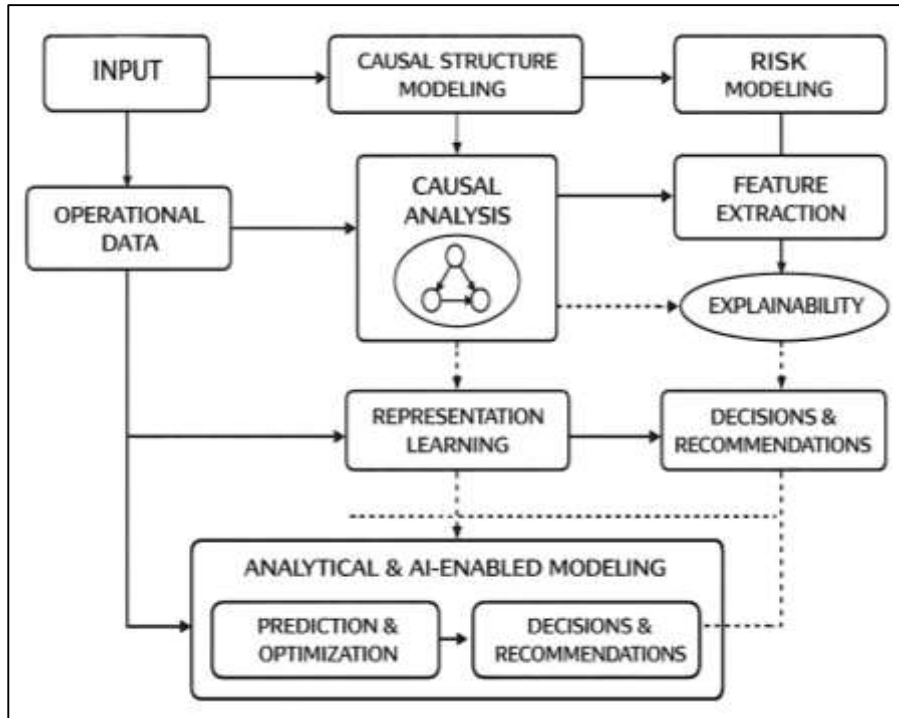 INPUT
CAUSAL STRUCTURE
MODELING
RISK
MODELING
OPERATIONAL
DATA
CAUSAL
ANALYSIS
FEATURE
EXTRACTION
EXPLAINABILITY
REPRESENTATION
LEARNING
DECISIONS &
RECOMMENDATIONS
ANALYTICAL & AI-ENABLED MODELING
PREDICTION &
OPTIMIZATION
DECISIONS &
RECOMMENDATIONS